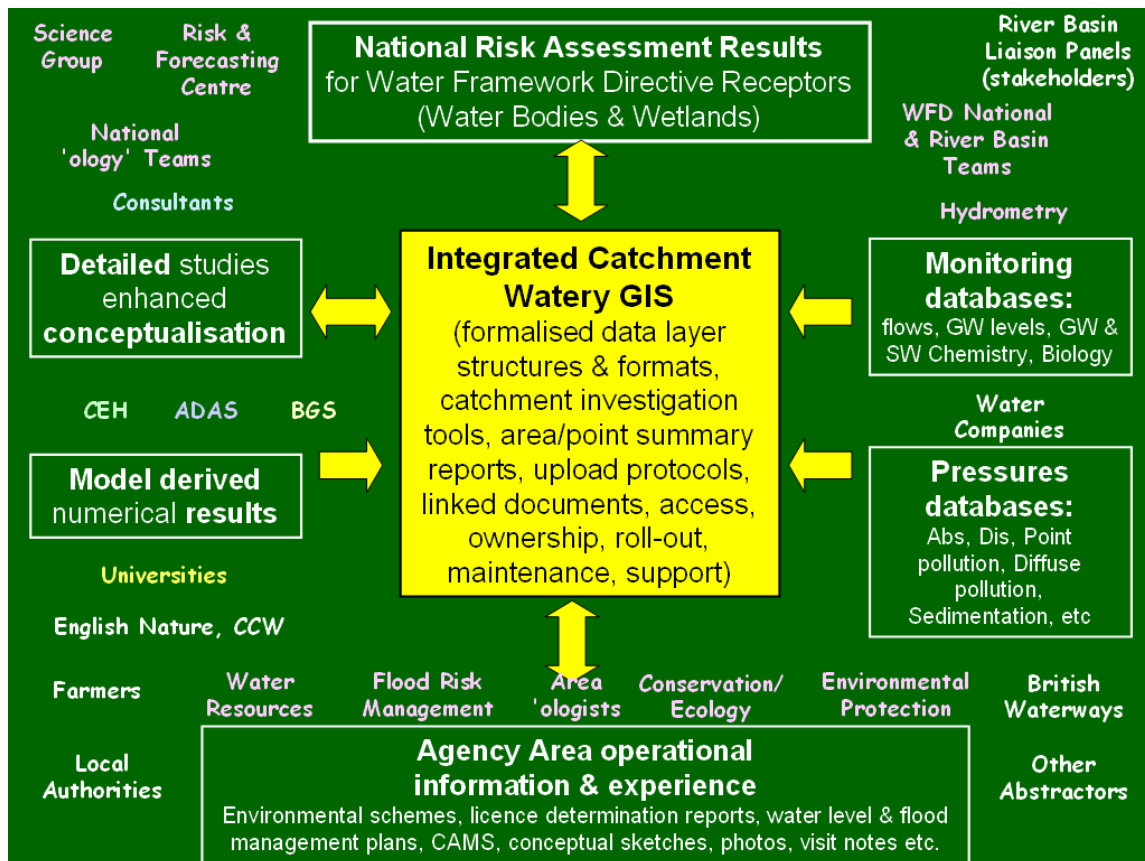 Science
Group
Risk &
Forecasting
Centre
National Risk Assessment Results
for Water Framework Directive Receptors
(Water Bodies & Wetlands)
River Basin
Liaison Panels
(stakeholders)
National
'ology' Teams
WFD National
& River Basin
Teams
Consultants
Hydrometry
Detailed studies
enhanced
conceptualisation
Integrated Catchment
Watery GIS
(formalised data layer
structures & formats,
catchment investigation
tools, area/point summary
reports, upload protocols,
linked documents, access,
ownership, roll-out,
maintenance, support)
Monitoring
databases:
flows, GW levels, GW &
SW Chemistry, Biology
CEH
ADAS
BGS
Water
Companies
Model derived
numerical results
Pressures
databases:
Abs, Dis, Point
pollution, Diffuse
pollution,
Sedimentation, etc
Universities
English Nature, CCW
Farmers
Water
Resources
Flood Risk
Management
Area
'ologists
Conservation/
Ecology
Environmental
Protection
British
Waterways
Local
Authorities
Agency Area operational
information & experience
Environmental schemes, licence determination reports, water level & flood
management plans, CAMS, conceptual sketches, photos, visit notes etc.
Other
Abstractors